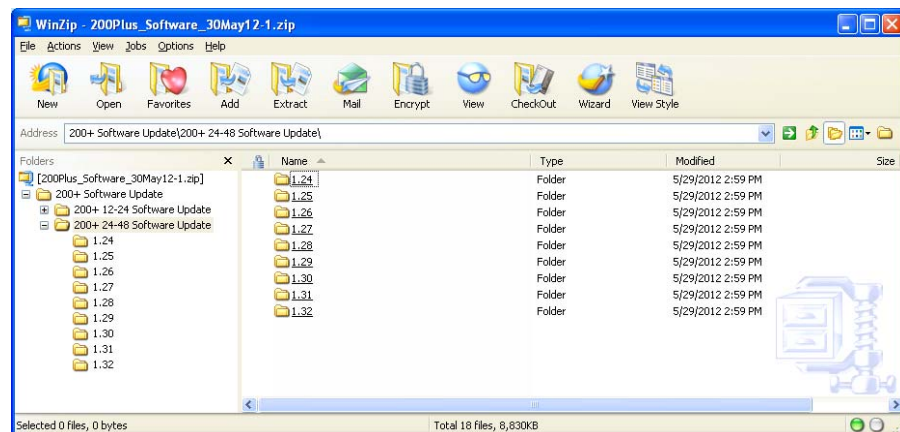 WinZip - 200Plus_Software_30May12-1.zip
File Actions View Jobs Options Help
New Open Favorites Add Extract Mail Encrypt View CheckOut Wizard View Style
Address 200+ Software Update\200+ 24-48 Software Update\
Folders x Name Type Modified Size
[200Plus_Software_30May12-1.zip]
200+ Software Update
200+ 12-24 Software Update
200+ 24-48 Software Update
1.24
1.25
1.26
1.27
1.28
1.29
1.30
1.31
1.32
1.24 Folder 5/29/2012 2:59 PM
1.25 Folder 5/29/2012 2:59 PM
1.26 Folder 5/29/2012 2:59 PM
1.27 Folder 5/29/2012 2:59 PM
1.28 Folder 5/29/2012 2:59 PM
1.29 Folder 5/29/2012 2:59 PM
1.30 Folder 5/29/2012 2:59 PM
1.31 Folder 5/29/2012 2:59 PM
1.32 Folder 5/29/2012 2:59 PM
Selected 0 files, 0 bytes Total 18 files, 8,830KB